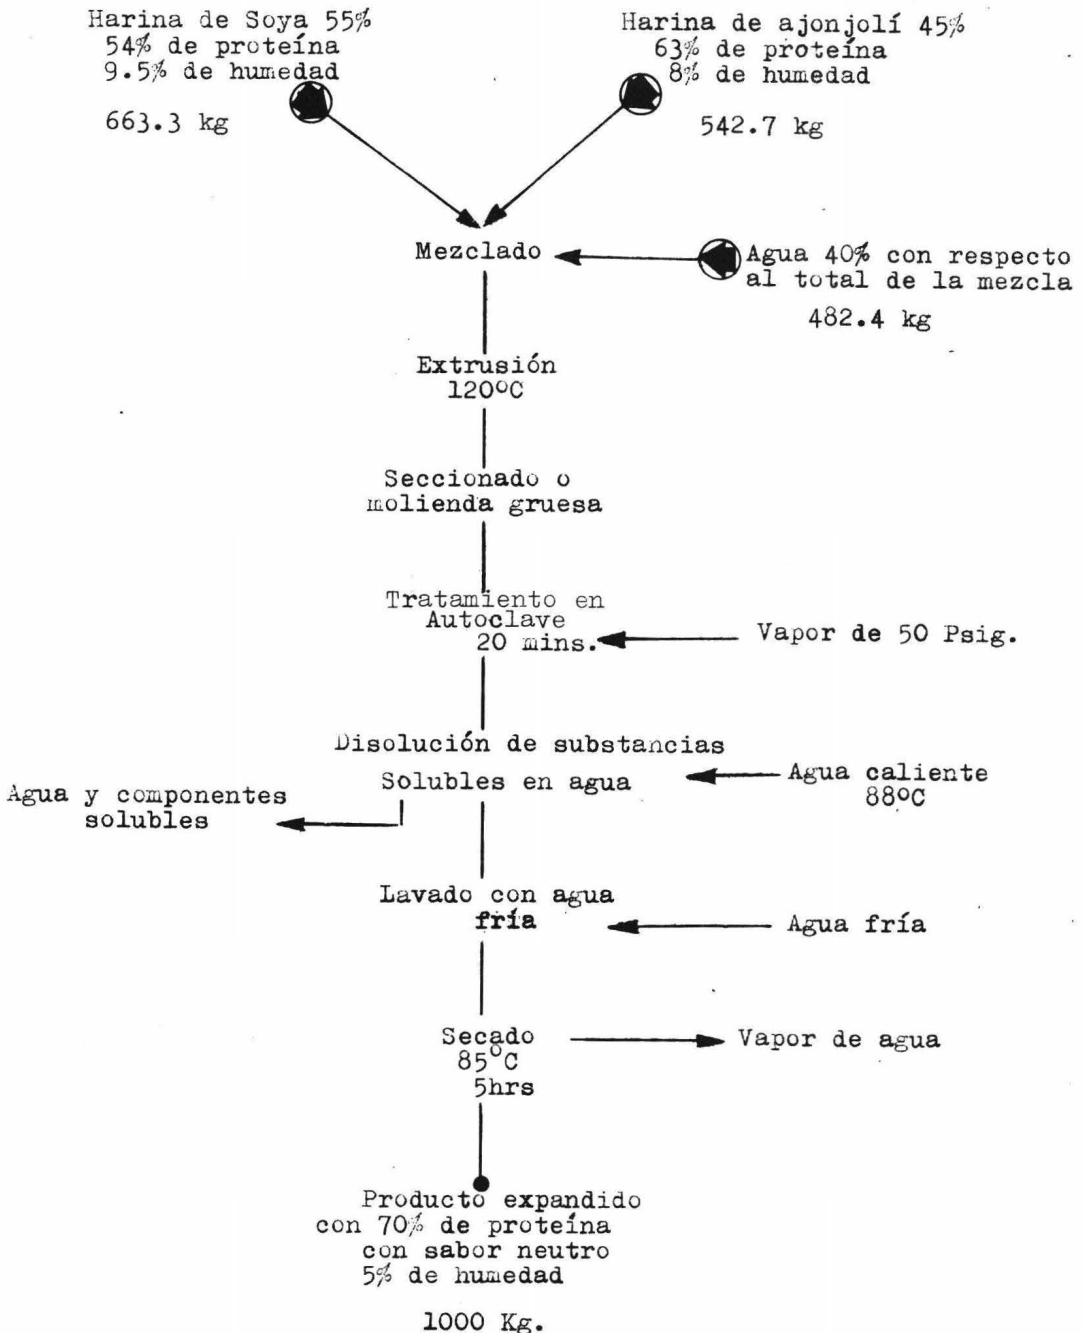 Harina de Soya 55%
54% de proteína
9.5% de humedad
663.3 kg
Harina de ajonjolí 45%
63% de proteína
8% de humedad
542.7 kg
Mezclado
Agua 40% con respecto
al total de la mezcla
482.4 kg
Extrusión
120ºC
Seccionado o
molienda gruesa
Tratamiento en
Autoclave
20 mins.
Vapor de 50 Psig.
Disolución de substancias
Solubles en agua
Agua caliente
88ºC
Agua y componentes
solubles
Lavado con agua
fría
Agua fría
Secado
85ºC
5hrs
Vapor de agua
Producto expandido
con 70% de proteína
con sabor neutro
5% de humedad
1000 Kg.